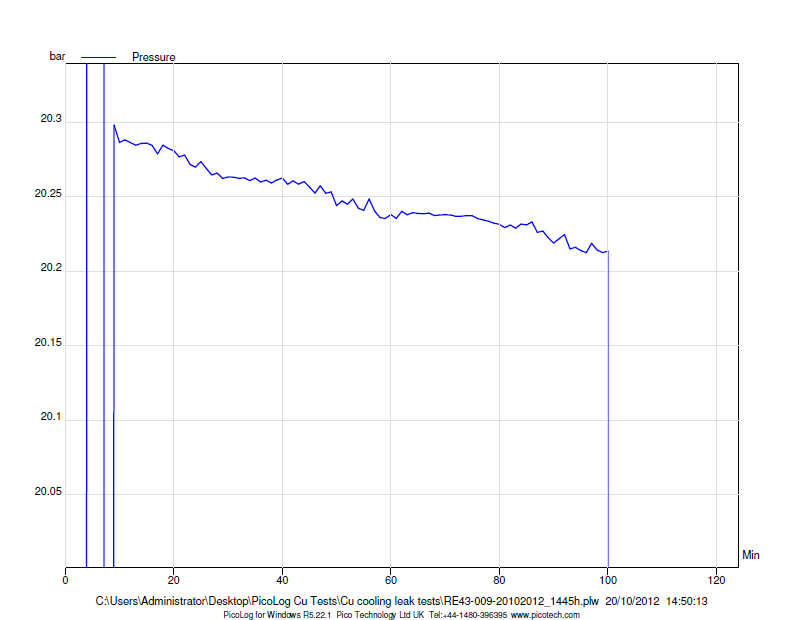 bar Pressure
20.3
20.25
20.2
20.15
20.1
20.05
Min
0 20 40 60 80 100 120
C:\Users\Administrator\Desktop\PicoLog Cu Tests\Cu cooling leak tests\RE43-009-20102012_1445h.plw 20/10/2012 14:50:13
PicoLog for Windows R5.22.1 Pico Technology Ltd UK Tel:+44-1480-396395 www.picotech.com